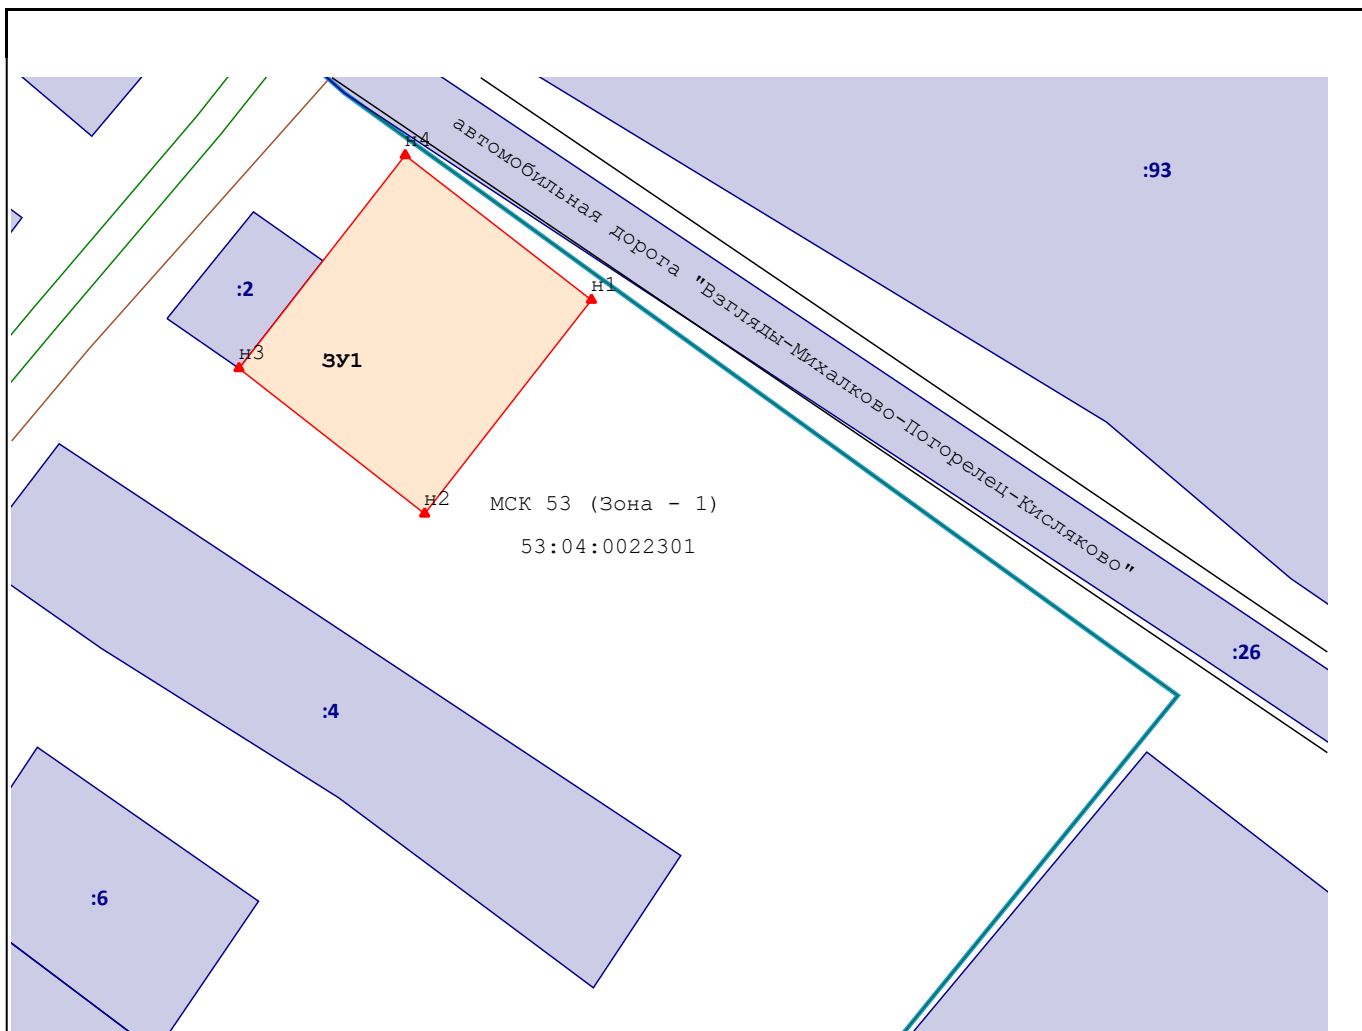 н4
автомобильная дорога "Взгляды-Михалково-Погорелец-Кисляково"
:93
:2
н1
н3
ЗУ1
н2
МСК 53 (Зона - 1)
53:04:0022301
:26
:4
:6